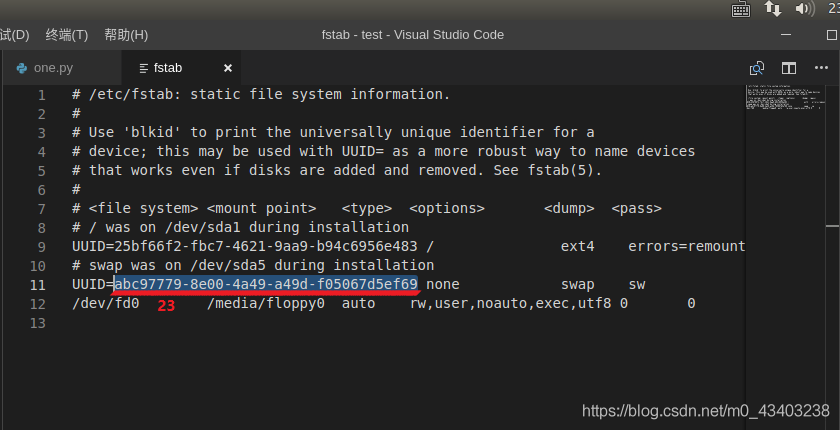 23
试(D) 终端(T) 帮助(H) fstab - test - Visual Studio Code
one.py fstab
1 # /etc/fstab: static file system information.
2 #
3 # Use 'blkid' to print the universally unique identifier for a
4 # device; this may be used with UUID= as a more robust way to name devices
5 # that works even if disks are added and removed. See fstab(5).
6 #
7 # <file system> <mount point> <type> <options> <dump> <pass>
8 # / was on /dev/sda1 during installation
9 UUID=25bf66f2-fbc7-4621-9aa9-b94c6956e483 / ext4 errors=remount
10 # swap was on /dev/sda5 during installation
11 UUID=abc97779-8e00-4a49-a49d-f05067d5ef69 none swap sw
12 /dev/fd0 23 /media/floppy0 auto rw,user,noauto,exec,utf8 0 0
13
https://blog.csdn.net/m0_43403238